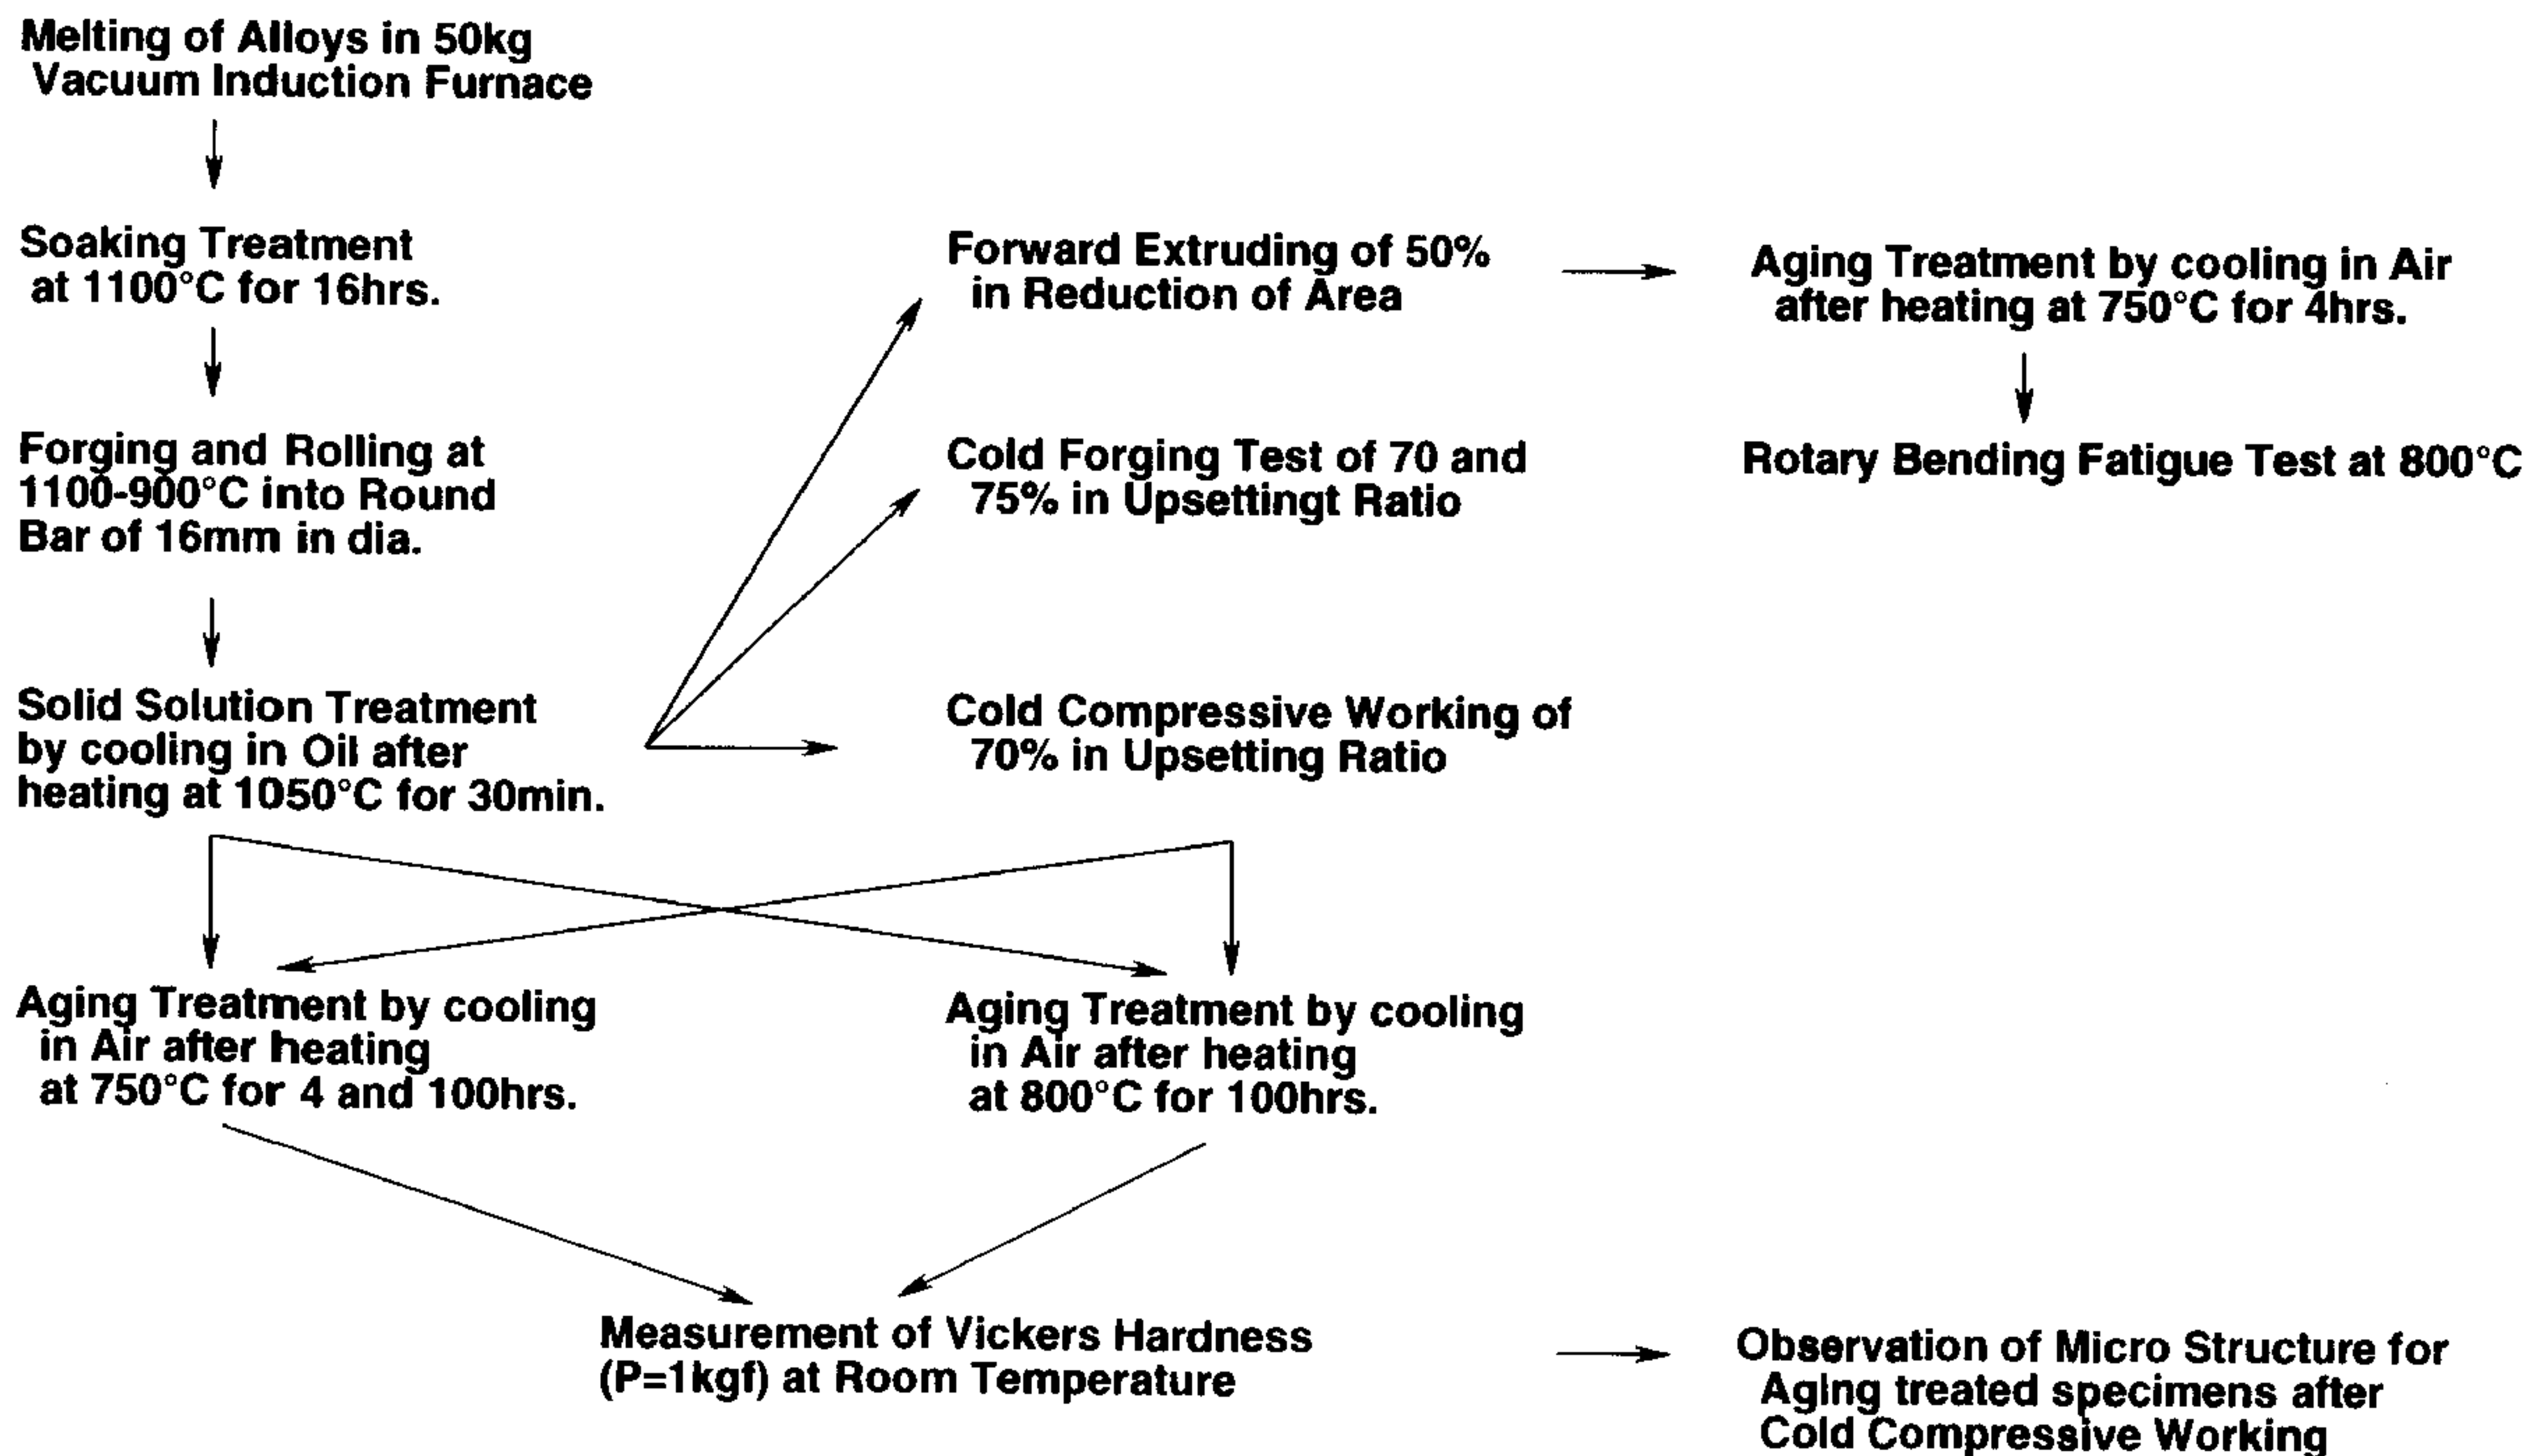 Melting of Alloys in 50kg
Vacuum Induction Furnace
Soaking Treatment
at 1100°C for 16hrs.
Forging and Rolling at
1100-900°C into Round
Bar of 16mm in dia.
Solid Solution Treatment
by cooling in Oil after
heating at 1050°C for 30min.
Forward Extruding of 50%
in Reduction of Area
Aging Treatment by cooling in Air
after heating at 750°C for 4hrs.
Rotary Bending Fatigue Test at 800°C
Cold Forging Test of 70 and
75% in Upsettingt Ratio
Cold Compressive Working of
70% in Upsetting Ratio
Aging Treatment by cooling
in Air after heating
at 750°C for 4 and 100hrs.
Aging Treatment by cooling
in Air after heating
at 800°C for 100hrs.
Measurement of Vickers Hardness
(P=1kgf) at Room Temperature
Observation of Micro Structure for
Aging treated specimens after
Cold Compressive Working